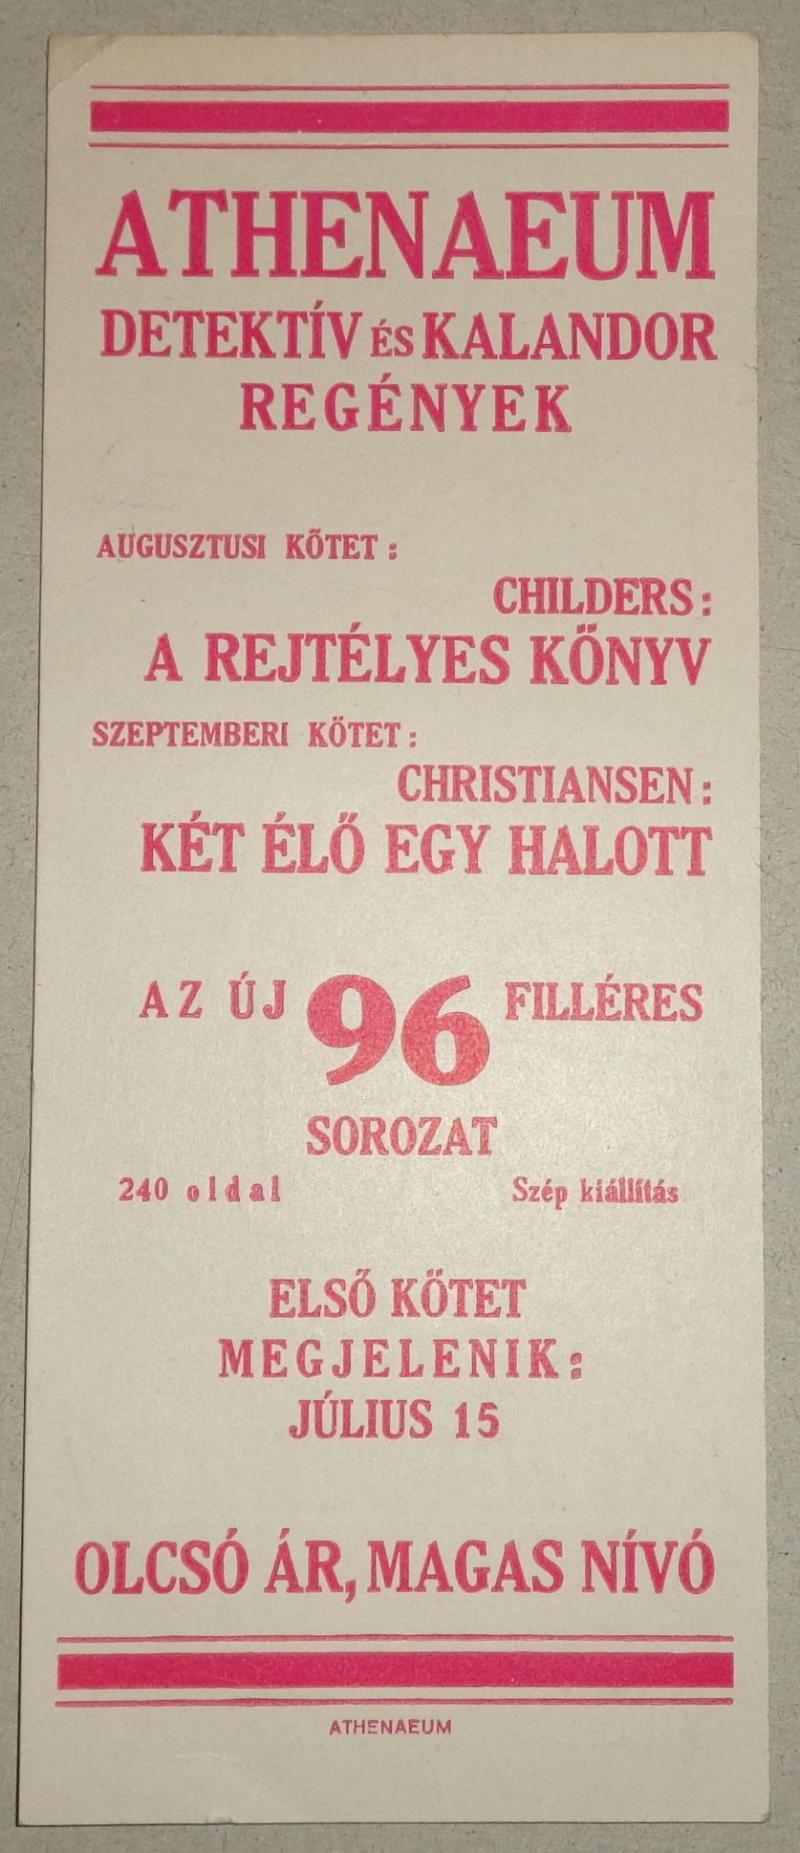 ATHENAEUM
DETEKTÍV ÉS KALANDOR
REGÉNYEK
AUGUSZTUSI KÖTET:
CHILDERS:
A REJTÉLYES KÖNYV
SZEPTEMBERI KÖTET:
CHRISTIANSEN:
KÉT ÉLŐ EGY HALOTT
AZ ÚJ 96 FILLÉRES
SOROZAT
240 oldal Szép kiállítás
ELSŐ KÖTET
MEGJELENIK:
JÚLIUS 15
OLCSÓ ÁR, MAGAS NÍVÓ
ATHENAEUM